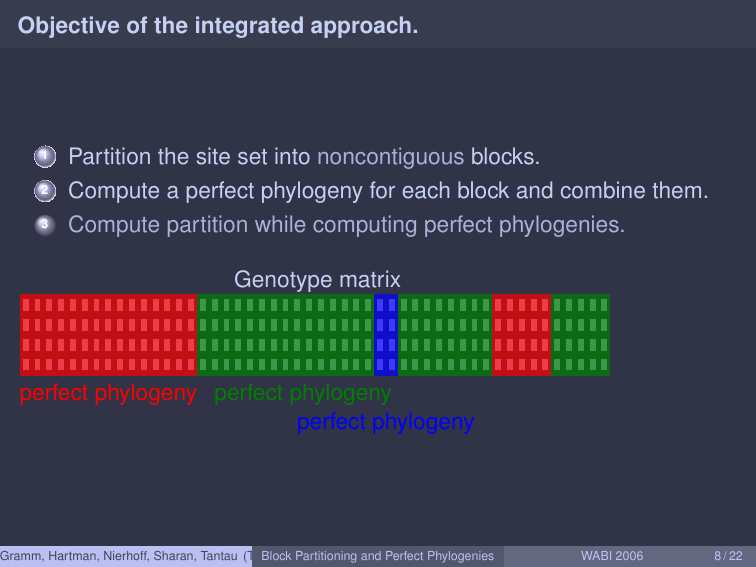 Objective of the integrated approach.
1 Partition the site set into noncontiguous blocks.
2 Compute a perfect phylogeny for each block and combine them.
3 Compute partition while computing perfect phylogenies.
Genotype matrix
perfect phylogeny perfect phylogeny
perfect phylogeny
Gramm, Hartman, Nierhoff, Sharan, Tantau (T Block Partitioning and Perfect Phylogenies WABI 2006 8 / 22